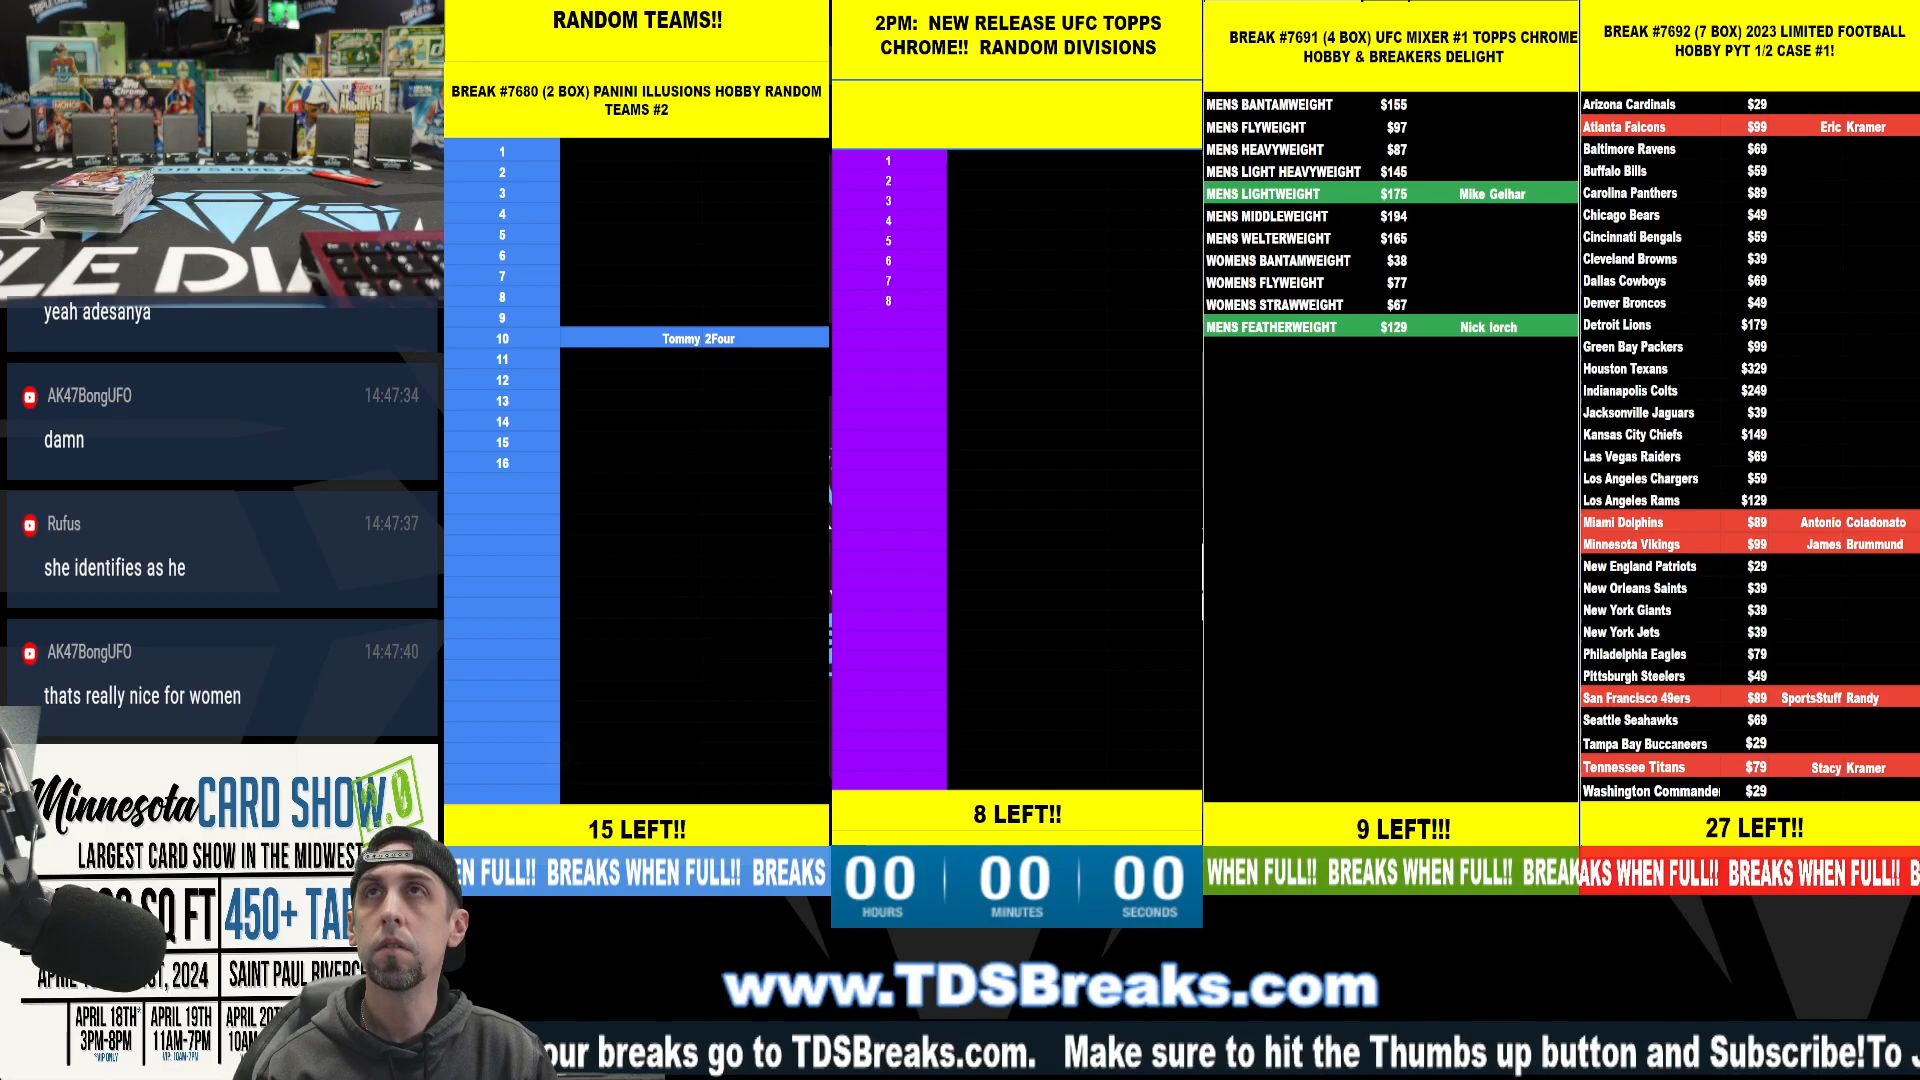 RANDOM TEAMS!!
BREAK #7680 (2 BOX) PANINI ILLUSIONS HOBBY RANDOM
TEAMS #2
1
2
3
4
5
6
7
8
9
10 Tommy 2Four
11
12
13
14
15
16
15 LEFT!!
EN FULL!! BREAKS WHEN FULL!! BREAKS
2PM: NEW RELEASE UFC TOPPS
CHROME!! RANDOM DIVISIONS
1
2
3
4
5
6
7
8
8 LEFT!!
00 00 00
HOURS MINUTES SECONDS
BREAK #7691 (4 BOX) UFC MIXER #1 TOPPS CHROME
HOBBY & BREAKERS DELIGHT
MENS BANTAMWEIGHT $155
MENS FLYWEIGHT $97
MENS HEAVYWEIGHT $87
MENS LIGHT HEAVYWEIGHT $145
MENS LIGHTWEIGHT $175 Mike Gelhar
MENS MIDDLEWEIGHT $194
MENS WELTERWEIGHT $165
WOMENS BANTAMWEIGHT $38
WOMENS FLYWEIGHT $77
WOMENS STRAWWEIGHT $67
MENS FEATHERWEIGHT $129 Nick lorch
9 LEFT!!!
WHEN FULL!! BREAKS WHEN FULL!! BREAK
BREAK #7692 (7 BOX) 2023 LIMITED FOOTBALL
HOBBY PYT 1/2 CASE #1!
Arizona Cardinals $29
Atlanta Falcons $99 Eric Kramer
Baltimore Ravens $69
Buffalo Bills $59
Carolina Panthers $89
Chicago Bears $49
Cincinnati Bengals $59
Cleveland Browns $39
Dallas Cowboys $69
Denver Broncos $49
Detroit Lions $179
Green Bay Packers $99
Houston Texans $329
Indianapolis Colts $249
Jacksonville Jaguars $39
Kansas City Chiefs $149
Las Vegas Raiders $69
Los Angeles Chargers $59
Los Angeles Rams $129
Miami Dolphins $89 Antonio Coladonato
Minnesota Vikings $99 James Brummund
New England Patriots $29
New Orleans Saints $39
New York Giants $39
New York Jets $39
Philadelphia Eagles $79
Pittsburgh Steelers $49
San Francisco 49ers $89 SportsStuff Randy
Seattle Seahawks $69
Tampa Bay Buccaneers $29
Tennessee Titans $79 Stacy Kramer
Washington Commander $29
27 LEFT!!
AKS WHEN FULL!! BREAKS WHEN FULL!! B
yeah adesanya
AK47BongUFO 14:47:34
damn
Rufus 14:47:37
she identifies as he
AK47BongUFO 14:47:40
thats really nice for women
Minnesota CARD SHOW
LARGEST CARD SHOW IN THE MIDWEST
SQ FT 450+
2024 SAINT PAUL
APRIL 18TH* APRIL 19TH
3PM-8PM 11AM-7PM
*VIP ONLY VIP: 10AM-7PM
www.TDSBreaks.com
our breaks go to TDSBreaks.com. Make sure to hit the Thumbs up button and Subscribe!To